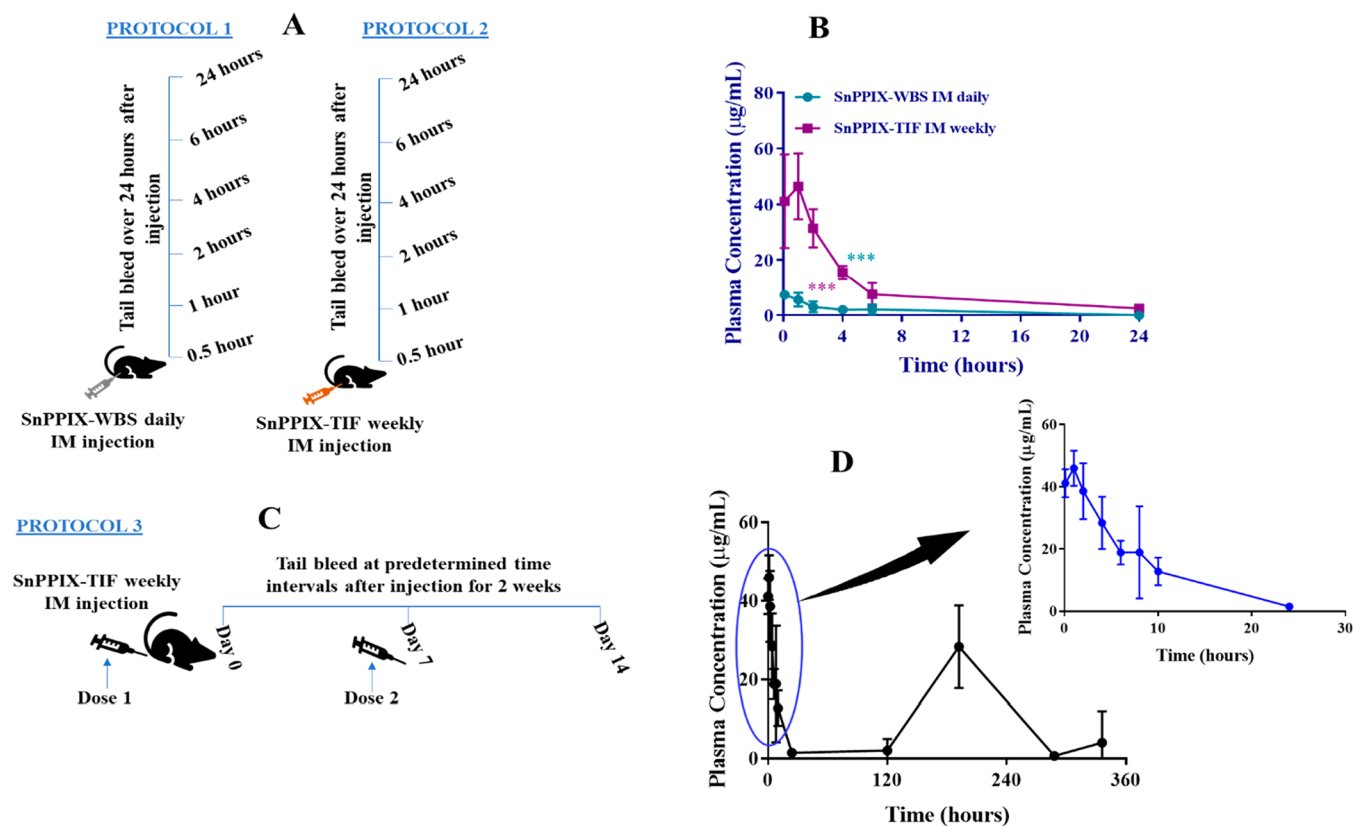 PROTOCOL 1
A
PROTOCOL 2
Tail bleed over 24 hours after
injection
24 hours
6 hours
4 hours
2 hours
1 hour
0.5 hour
SnPPIX-WBS daily
IM injection
Tail bleed over 24 hours after
injection
24 hours
6 hours
4 hours
2 hours
1 hour
0.5 hour
SnPPIX-TIF weekly
IM injection
B
Plasma Concentration (µg/mL)
80
60
40
20
0
SnPPIX-WBS IM daily
SnPPIX-TIF IM weekly
***
***
0 4 8 12 16 20 24
Time (hours)
PROTOCOL 3
C
SnPPIX-TIF weekly
IM injection
Tail bleed at predetermined time
intervals after injection for 2 weeks
Day 0
Day 7
Day 14
Dose 1
Dose 2
D
Plasma Concentration (µg/mL)
60
40
20
0
0 120 240 360
Time (hours)
Plasma Concentration (µg/mL)
60
40
20
0
0 10 20 30
Time (hours)